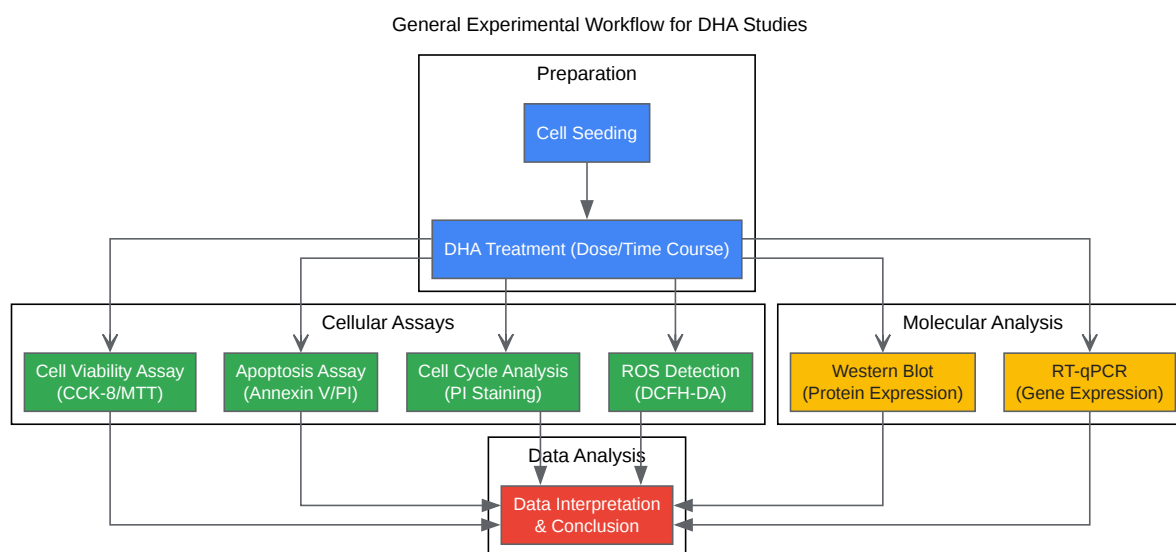 General Experimental Workflow for DHA Studies
Preparation
Cell Seeding
DHA Treatment (Dose/Time Course)
Cellular Assays
Cell Viability Assay
(CCK-8/MTT)
Apoptosis Assay
(Annexin V/PI)
Cell Cycle Analysis
(PI Staining)
ROS Detection
(DCFH-DA)
Molecular Analysis
Western Blot
(Protein Expression)
RT-qPCR
(Gene Expression)
Data Analysis
Data Interpretation
& Conclusion